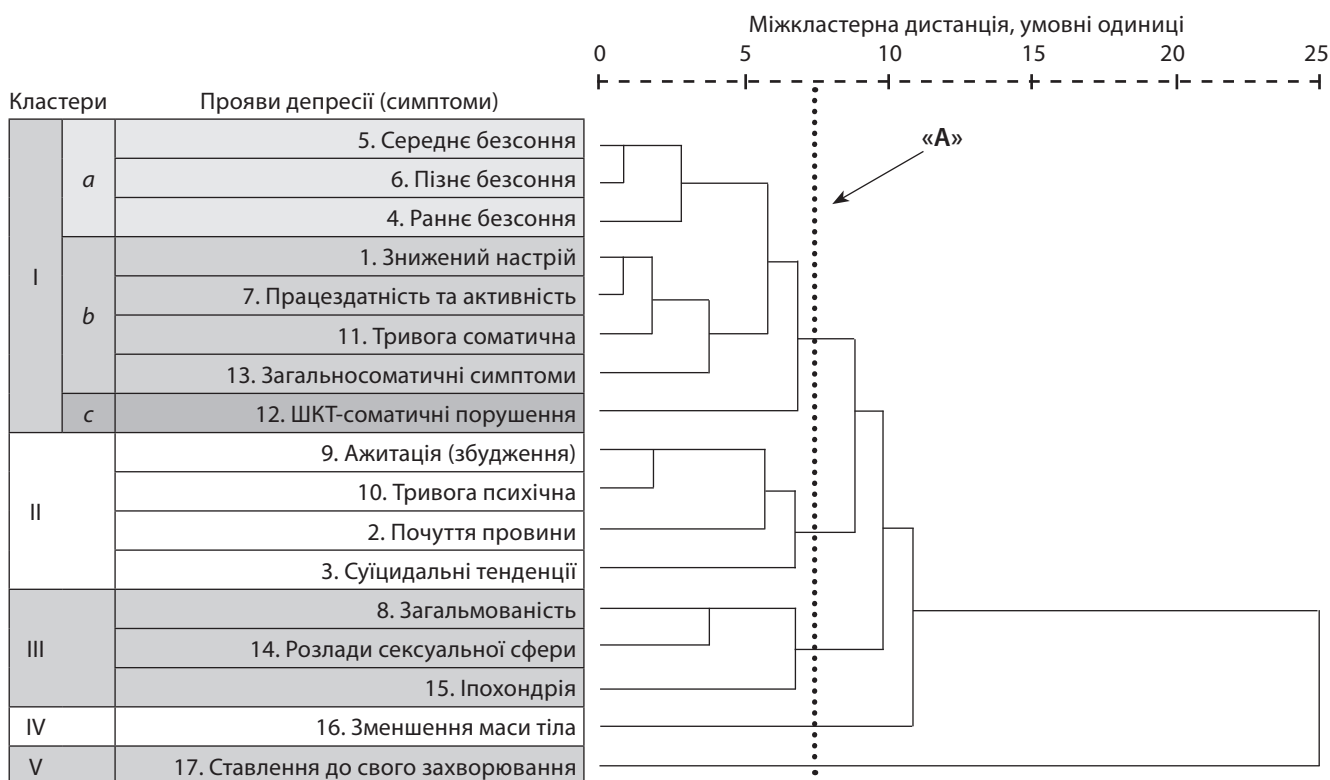 Міжкластерна дистанція, умовні одиниці
0 5 10 15 20 25
Кластери Прояви депресії (симптоми)
«А»
I
a
5. Середнє безсоння
6. Пізнє безсоння
4. Раннє безсоння
b
1. Знижений настрій
7. Працездатність та активність
11. Тривога соматична
13. Загальносоматичні симптоми
c
12. ШКТ-соматичні порушення
II
9. Ажитація (збудження)
10. Тривога психічна
2. Почуття провини
3. Суїцидальні тенденції
III
8. Загальмованість
14. Розлади сексуальної сфери
15. Іпохондрія
IV 16. Зменшення маси тіла
V 17. Ставлення до свого захворювання